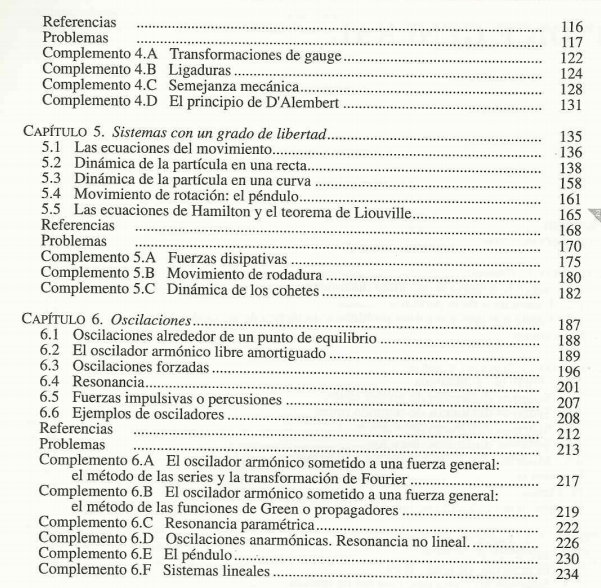 Referencias ..... 116
Problemas ..... 117
Complemento 4.A Transformaciones de gauge ..... 122
Complemento 4.B Ligaduras ..... 124
Complemento 4.C Semejanza mecánica ..... 128
Complemento 4.D El principio de D'Alembert ..... 131
CAPÍTULO 5. Sistemas con un grado de libertad ..... 135
5.1 Las ecuaciones del movimiento ..... 136
5.2 Dinámica de la partícula en una recta ..... 138
5.3 Dinámica de la partícula en una curva ..... 158
5.4 Movimiento de rotación: el péndulo ..... 161
5.5 Las ecuaciones de Hamilton y el teorema de Liouville ..... 165
Referencias ..... 168
Problemas ..... 170
Complemento 5.A Fuerzas disipativas ..... 175
Complemento 5.B Movimiento de rodadura ..... 180
Complemento 5.C Dinámica de los cohetes ..... 182
CAPÍTULO 6. Oscilaciones ..... 187
6.1 Oscilaciones alrededor de un punto de equilibrio ..... 188
6.2 El oscilador armónico libre amortiguado ..... 189
6.3 Oscilaciones forzadas ..... 196
6.4 Resonancia ..... 201
6.5 Fuerzas impulsivas o percusiones ..... 207
6.6 Ejemplos de osciladores ..... 208
Referencias ..... 212
Problemas ..... 213
Complemento 6.A El oscilador armónico sometido a una fuerza general:
el método de las series y la transformación de Fourier ..... 217
Complemento 6.B El oscilador armónico sometido a una fuerza general:
el método de las funciones de Green o propagadores ..... 219
Complemento 6.C Resonancia paramétrica ..... 222
Complemento 6.D Oscilaciones anarmónicas. Resonancia no lineal. ..... 226
Complemento 6.E El péndulo ..... 230
Complemento 6.F Sistemas lineales ..... 234